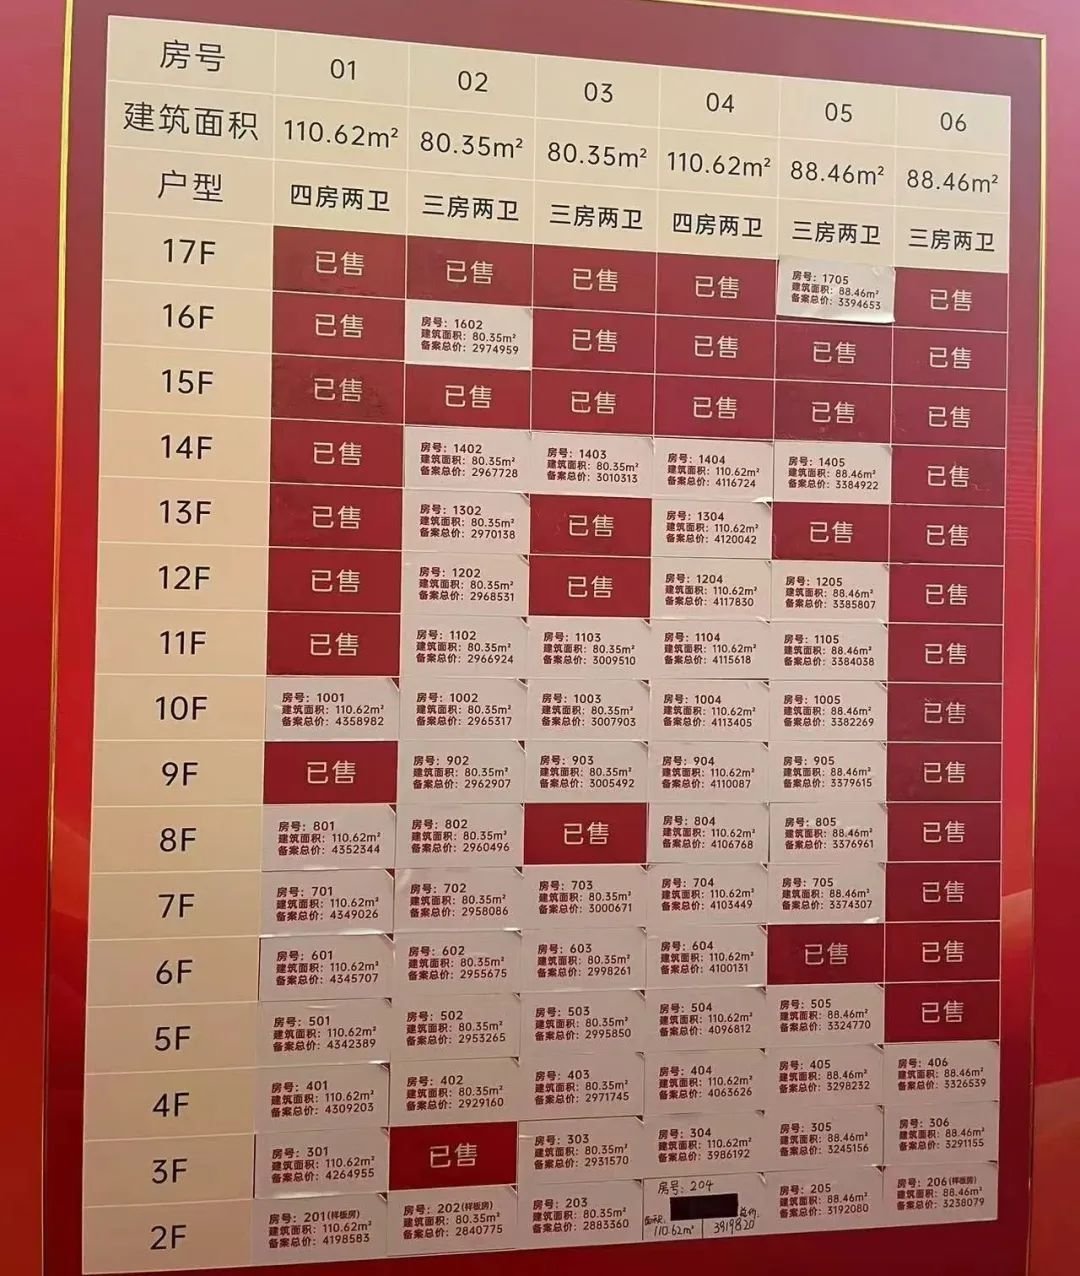 房号 01 02 03 04 05 06
建筑面积 110.62m² 80.35m² 80.35m² 110.62m² 88.46m² 88.46m²
户型 四房两卫 三房两卫 三房两卫 四房两卫 三房两卫 三房两卫
17F 已售 已售 已售 已售 房号：1705 建筑面积：88.46m² 备案总价：3394653 已售
16F 已售 房号：1602 建筑面积：80.35m² 备案总价：2974959 已售 已售 已售 已售
15F 已售 已售 已售 已售 已售 已售
14F 已售 房号：1402 建筑面积：80.35m² 备案总价：2967728 房号：1403 建筑面积：80.35m² 备案总价：3010313 房号：1404 建筑面积：110.62m² 备案总价：4116724 房号：1405 建筑面积：88.46m² 备案总价：3384922 已售
13F 已售 房号：1302 建筑面积：80.35m² 备案总价：2970138 已售 房号：1304 建筑面积：110.62m² 备案总价：4120042 已售 已售
12F 已售 房号：1202 建筑面积：80.35m² 备案总价：2968531 已售 房号：1204 建筑面积：110.62m² 备案总价：4117830 房号：1205 建筑面积：88.46m² 备案总价：3385807 已售
11F 已售 房号：1102 建筑面积：80.35m² 备案总价：2966924 房号：1103 建筑面积：80.35m² 备案总价：3009510 房号：1104 建筑面积：110.62m² 备案总价：4115618 房号：1105 建筑面积：88.46m² 备案总价：3384038 已售
10F 房号：1001 建筑面积：110.62m² 备案总价：4358982 房号：1002 建筑面积：80.35m² 备案总价：2965317 房号：1003 建筑面积：80.35m² 备案总价：3007903 房号：1004 建筑面积：110.62m² 备案总价：4113405 房号：1005 建筑面积：88.46m² 备案总价：3382269 已售
9F 已售 房号：902 建筑面积：80.35m² 备案总价：2962907 房号：903 建筑面积：80.35m² 备案总价：3005492 房号：904 建筑面积：110.62m² 备案总价：4110087 房号：905 建筑面积：88.46m² 备案总价：3379615 已售
8F 房号：801 建筑面积：110.62m² 备案总价：4352344 房号：802 建筑面积：80.35m² 备案总价：2960496 已售 房号：804 建筑面积：110.62m² 备案总价：4106768 房号：805 建筑面积：88.46m² 备案总价：3376961 已售
7F 房号：701 建筑面积：110.62m² 备案总价：4349026 房号：702 建筑面积：80.35m² 备案总价：2958086 房号：703 建筑面积：80.35m² 备案总价：3000671 房号：704 建筑面积：110.62m² 备案总价：4103449 房号：705 建筑面积：88.46m² 备案总价：3374307 已售
6F 房号：601 建筑面积：110.62m² 备案总价：4345707 房号：602 建筑面积：80.35m² 备案总价：2955675 房号：603 建筑面积：80.35m² 备案总价：2998261 房号：604 建筑面积：110.62m² 备案总价：4100131 已售 已售
5F 房号：501 建筑面积：110.62m² 备案总价：4342389 房号：502 建筑面积：80.35m² 备案总价：2953265 房号：503 建筑面积：80.35m² 备案总价：2995850 房号：504 建筑面积：110.62m² 备案总价：4096812 房号：505 建筑面积：88.46m² 备案总价：3324770 已售
4F 房号：401 建筑面积：110.62m² 备案总价：4309203 房号：402 建筑面积：80.35m² 备案总价：2929160 房号：403 建筑面积：80.35m² 备案总价：2971745 房号：404 建筑面积：110.62m² 备案总价：4063626 房号：405 建筑面积：88.46m² 备案总价：3298232 房号：406 建筑面积：88.46m² 备案总价：3326539
3F 房号：301 建筑面积：110.62m² 备案总价：4264955 已售 房号：303 建筑面积：80.35m² 备案总价：2931570 房号：304 建筑面积：110.62m² 备案总价：3986192 房号：305 建筑面积：88.46m² 备案总价：3245156 房号：306 建筑面积：88.46m² 备案总价：3291155
2F 房号：201(样板房) 建筑面积：110.62m² 备案总价：4198583 房号：202(样板房) 建筑面积：80.35m² 备案总价：2840775 房号：203 建筑面积：80.35m² 备案总价：2883360 房号：204 面积： 110.62m² 总价： 3919820 房号：205 建筑面积：88.46m² 备案总价：3192080 房号：206(样板房) 建筑面积：88.46m² 备案总价：3238079